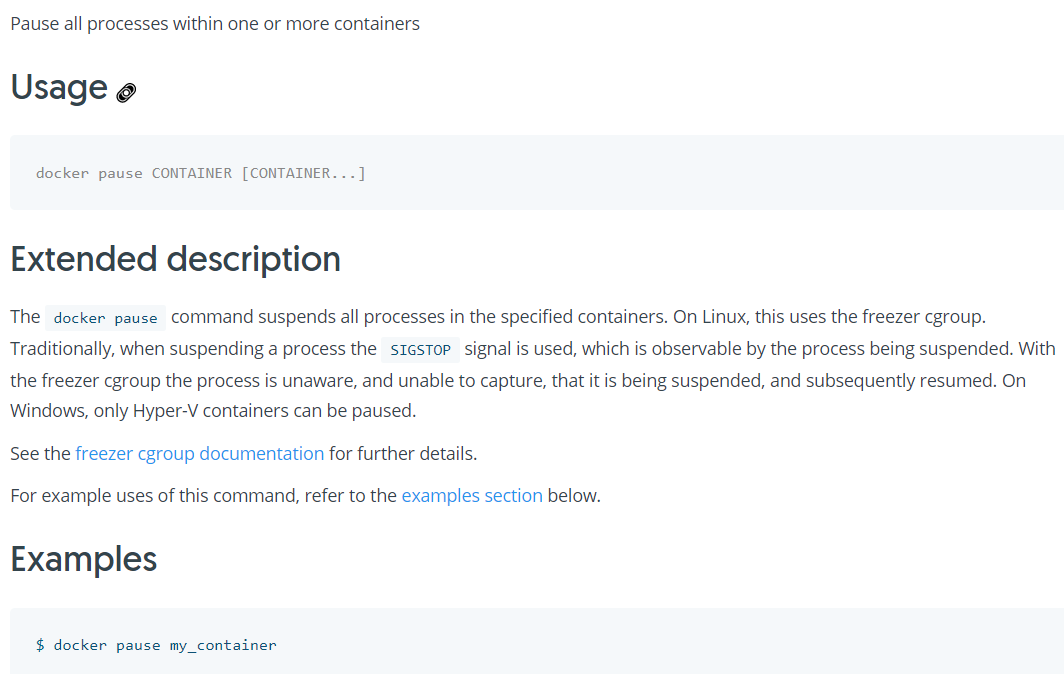 Pause all processes within one or more containers
Usage
docker pause CONTAINER [CONTAINER...]
Extended description
The docker pause command suspends all processes in the specified containers. On Linux, this uses the freezer cgroup.
Traditionally, when suspending a process the SIGSTOP signal is used, which is observable by the process being suspended. With
the freezer cgroup the process is unaware, and unable to capture, that it is being suspended, and subsequently resumed. On
Windows, only Hyper-V containers can be paused.
See the freezer cgroup documentation for further details.
For example uses of this command, refer to the examples section below.
Examples
$ docker pause my_container